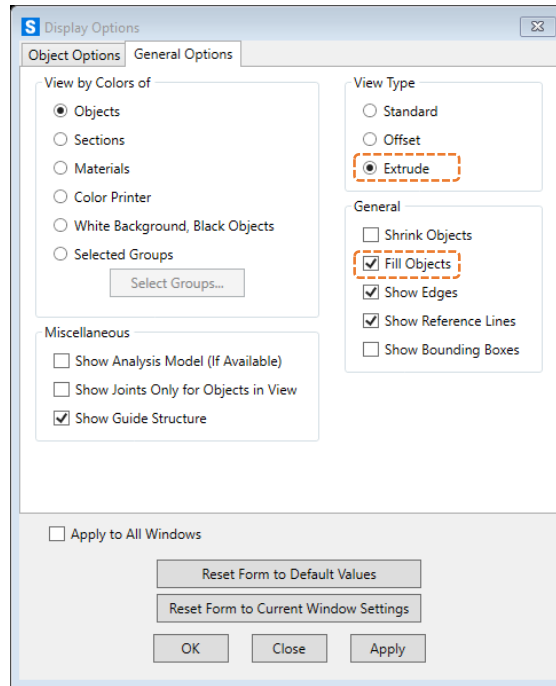 S Display Options
Object Options General Options
View by Colors of
Objects
Sections
Materials
Color Printer
White Background, Black Objects
Selected Groups
Select Groups...
Miscellaneous
Show Analysis Model (If Available)
Show Joints Only for Objects in View
Show Guide Structure
View Type
Standard
Offset
Extrude
General
Shrink Objects
Fill Objects
Show Edges
Show Reference Lines
Show Bounding Boxes
Apply to All Windows
Reset Form to Default Values
Reset Form to Current Window Settings
OK Close Apply